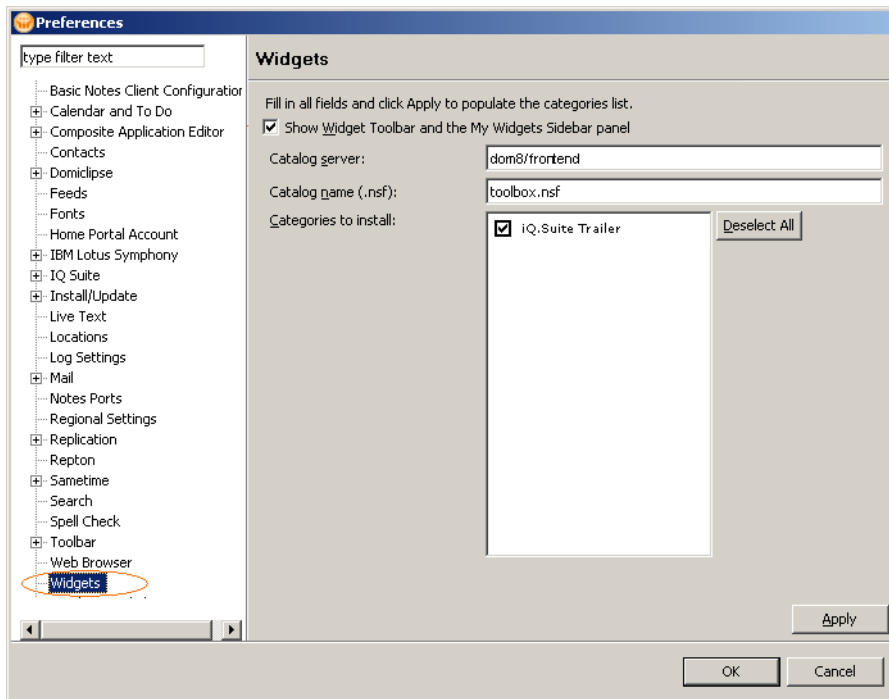 Preferences
type filter text
Basic Notes Client Configuration
Calendar and To Do
Composite Application Editor
Contacts
Domiclipse
Feeds
Fonts
Home Portal Account
IBM Lotus Symphony
IQ Suite
Install/Update
Live Text
Locations
Log Settings
Mail
Notes Ports
Regional Settings
Replication
Repton
Sametime
Search
Spell Check
Toolbar
Web Browser
Widgets
Widgets
Fill in all fields and click Apply to populate the categories list.
Show Widget Toolbar and the My Widgets Sidebar panel
Catalog server: dom8/frontend
Catalog name (.nsf): toolbox.nsf
Categories to install: iQ.Suite Trailer Deselect All
Apply
OK Cancel